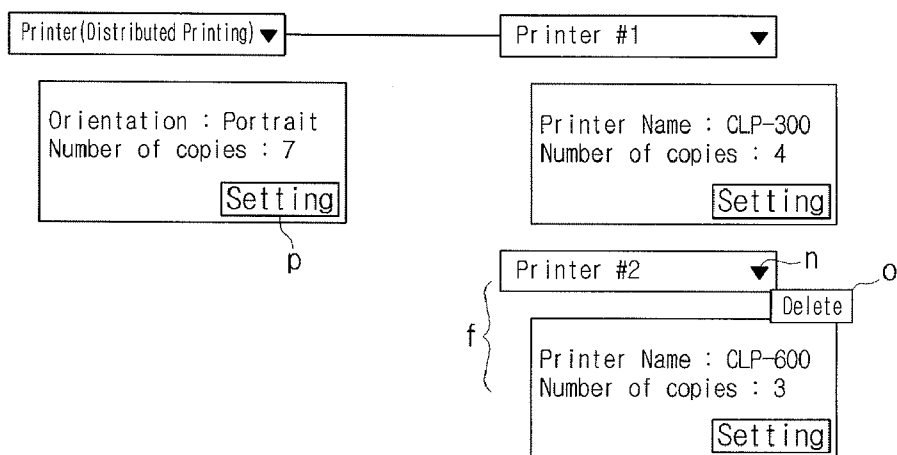 Printer(Distributed Printing) ▼
Orientation : Portrait
Number of copies : 7
Setting
p
Printer #1 ▼
Printer Name : CLP-300
Number of copies : 4
Setting
Printer #2 ▼
n
o
Delete
f
Printer Name : CLP-600
Number of copies : 3
Setting